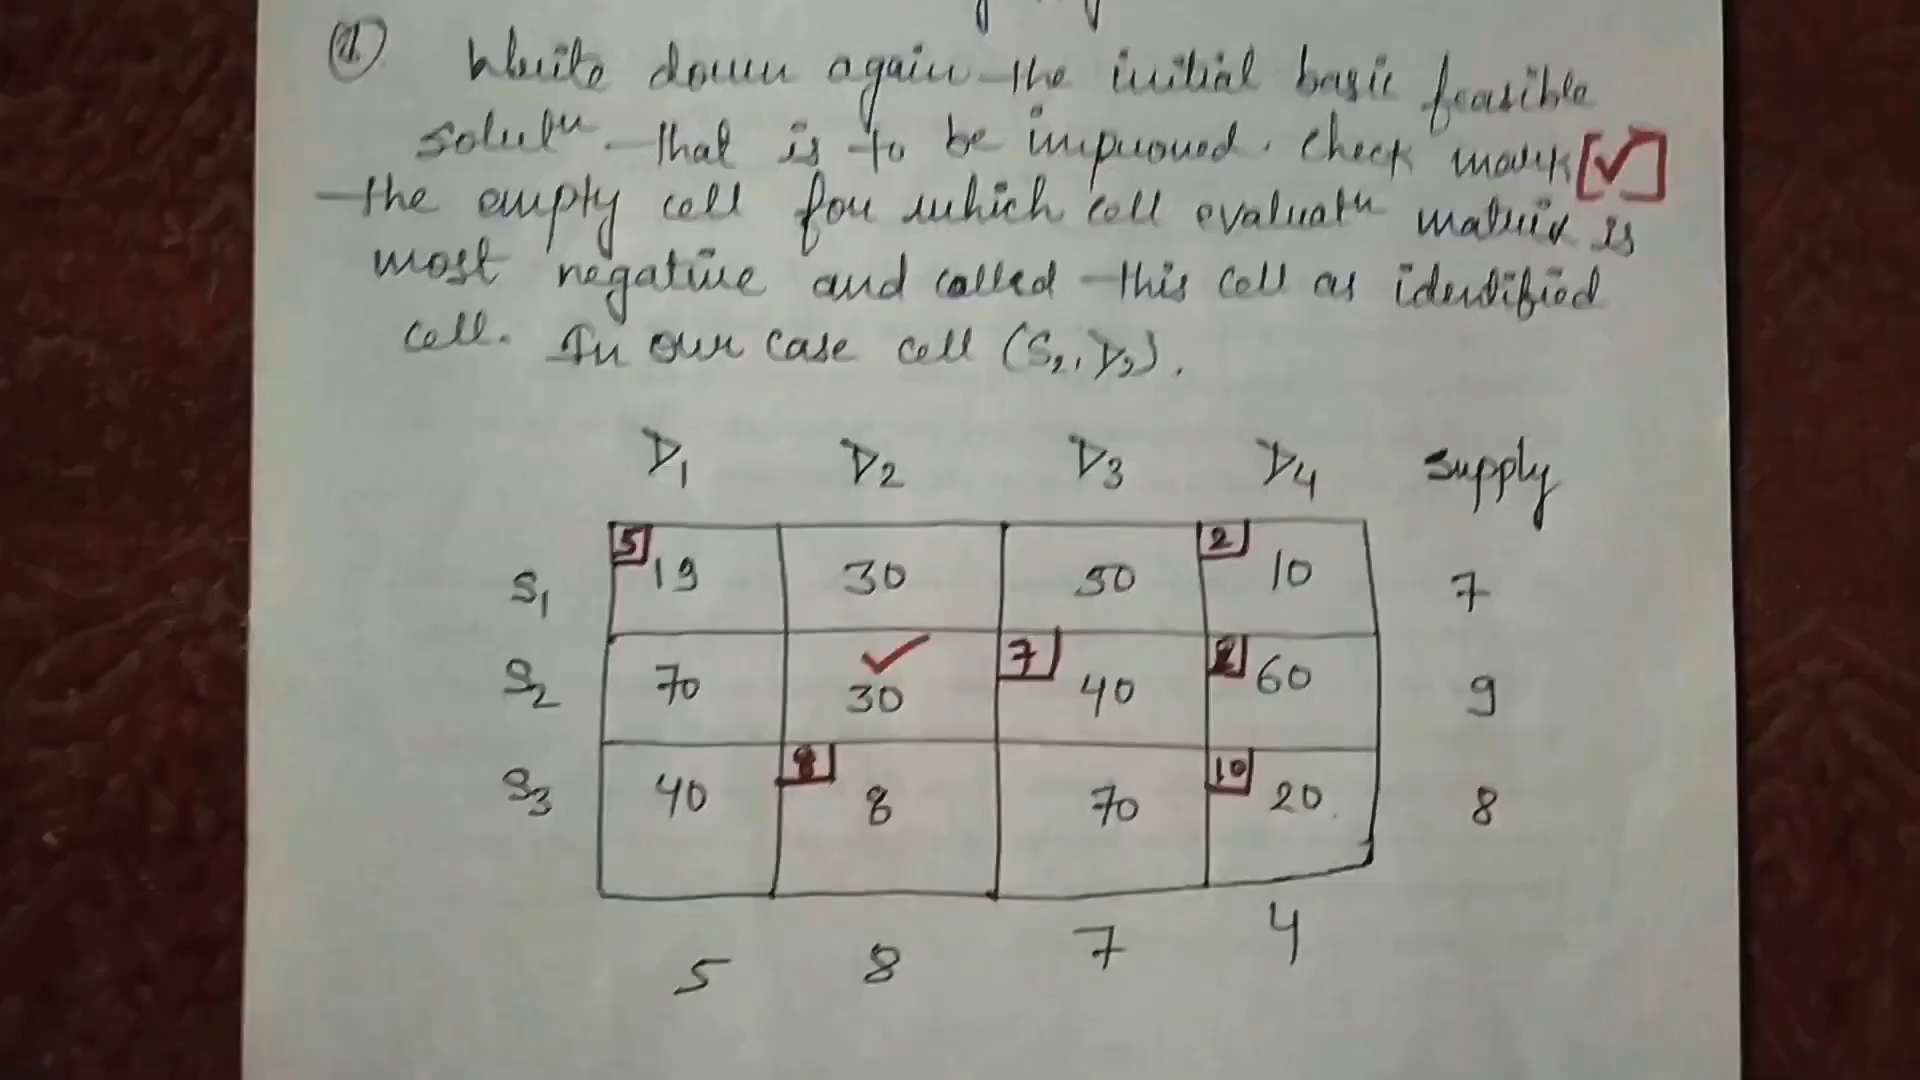 Write down again the initial basic feasible
soluthn that is to be improved. Check mark [✓]
the empty cell for which cell evaluatn matrix is
most negative and called this cell as identified
cell. In our case cell (S2, D2).
D1 D2 D3 D4 Supply
5 2
S1 19 30 50 10 7
✓ 7 2
S2 70 30 40 60 9
8 10
S3 40 8 70 20 8
5 8 7 4